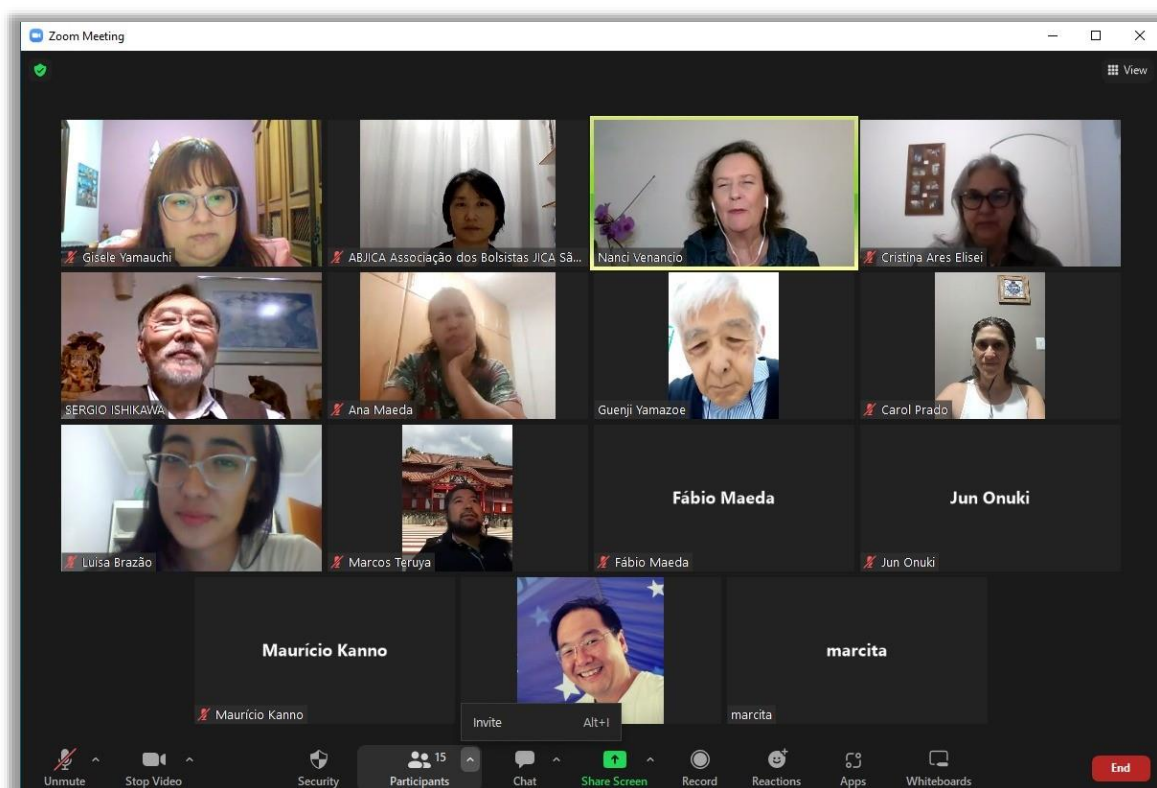 Zoom Meeting
View
Gisele Yamauchi
ABJICA Associação dos Bolsistas JICA Sã...
Nanci Venancio
Cristina Ares Elisei
SERGIO ISHIKAWA
Ana Maeda
Guenji Yamazoe
Carol Prado
Luisa Brazão
Marcos Teruya
Fábio Maeda
Fábio Maeda
Jun Onuki
Jun Onuki
Maurício Kanno
Maurício Kanno
marcita
marcita
Invite Alt+I
15
Unmute
Stop Video
Security
Participants
Chat
Share Screen
Record
Reactions
Apps
Whiteboards
End